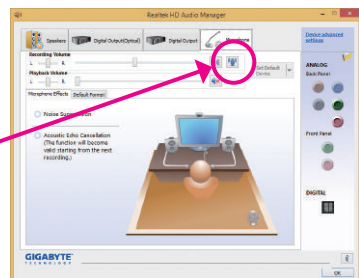 Realtek HD Audio Manager
Speakers
Digital Output(Optical)
Digital Output
Microphone
Device advanced
settings
Recording Volume
L
R
Set Default
Device
Playback Volume
L
R
Microphone Effects
Default Format
Noise Suppression
Acoustic Echo Cancellation
(The function will become
valid starting from the next
recording.)
ANALOG
Back Panel
Front Panel
DIGITAL
GIGABYTE
TECHNOLOGY
OK